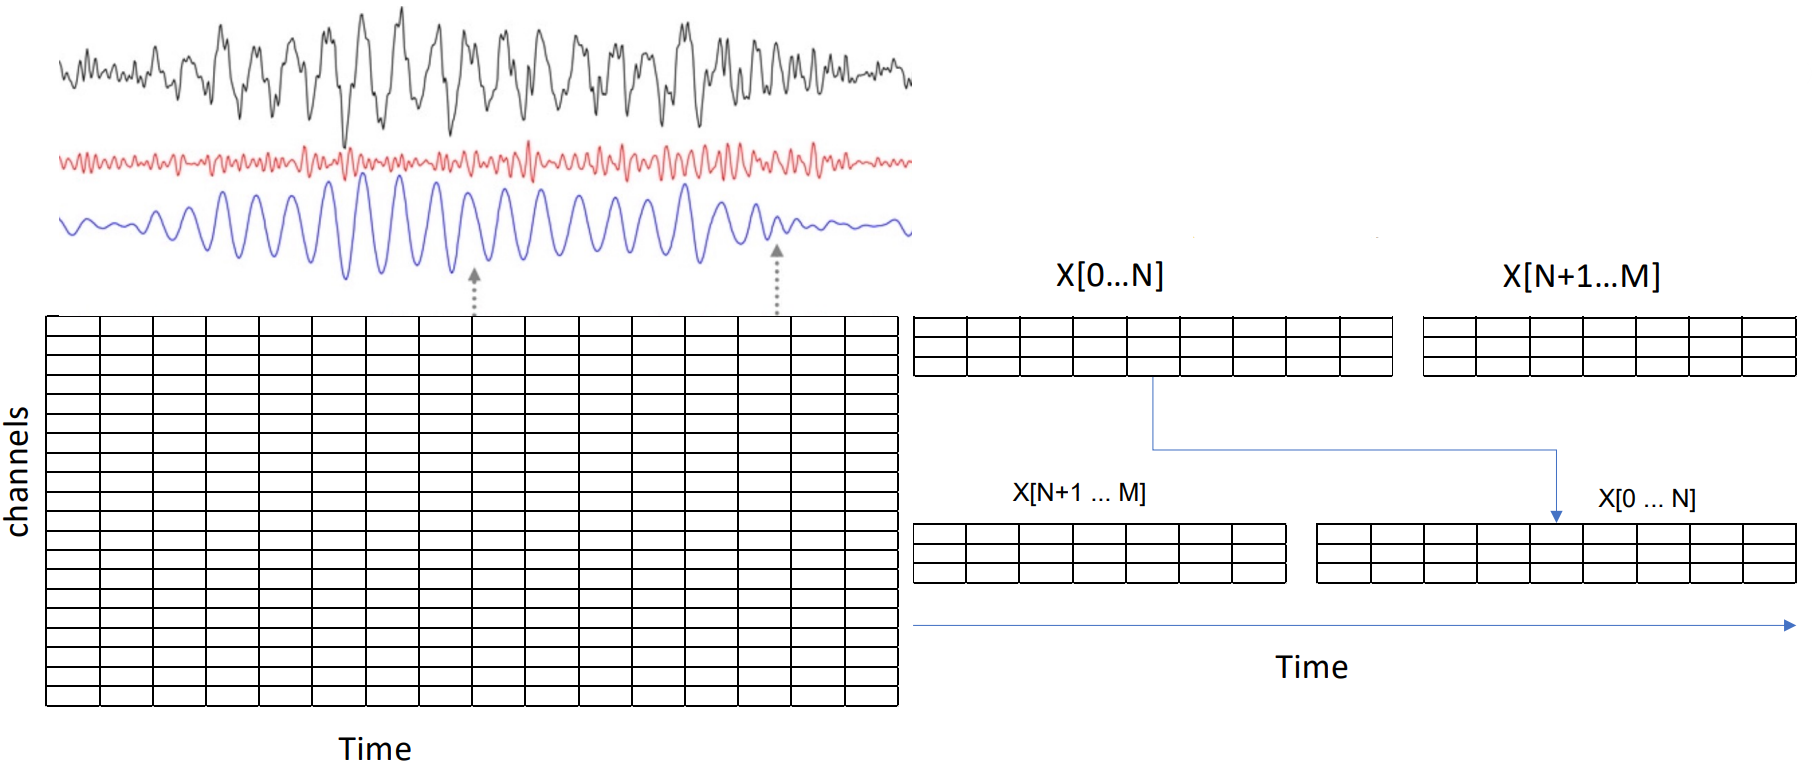 X[0...N]
X[N+1...M]
channels
X[N+1 ... M]
X[0 ... N]
Time
Time